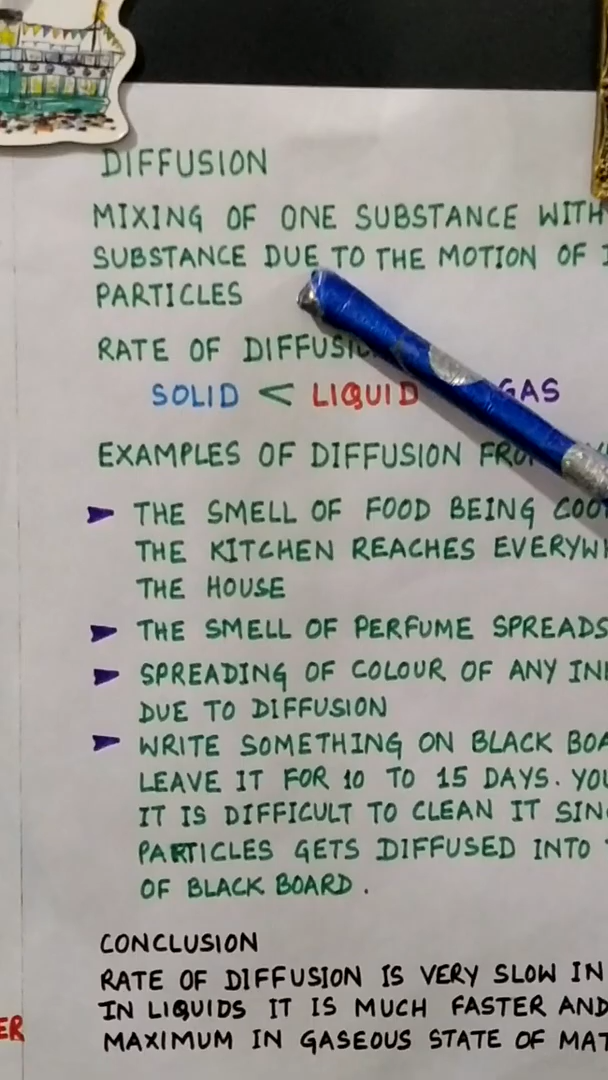 DIFFUSION
MIXING OF ONE SUBSTANCE WITH
SUBSTANCE DUE TO THE MOTION OF
PARTICLES
RATE OF
SOLID < LIQUID GAS
EXAMPLES OF DIFFUSION
THE SMELL OF FOOD BEING
THE KITCHEN REACHES
THE HOUSE
THE SMELL OF PERFUME SPREADS
SPREADING OF COLOUR OF ANY
DUE TO DIFFUSION
WRITE SOMETHING ON BLACK
LEAVE IT FOR 10 TO 15 DAYS.
IT IS DIFFICULT TO CLEAN IT
PARTICLES GETS DIFFUSED INTO
OF BLACK BOARD.
CONCLUSION
RATE OF DIFFUSION IS VERY SLOW IN
IN LIQUIDS IT IS MUCH FASTER AND
MAXIMUM IN GASEOUS STATE OF